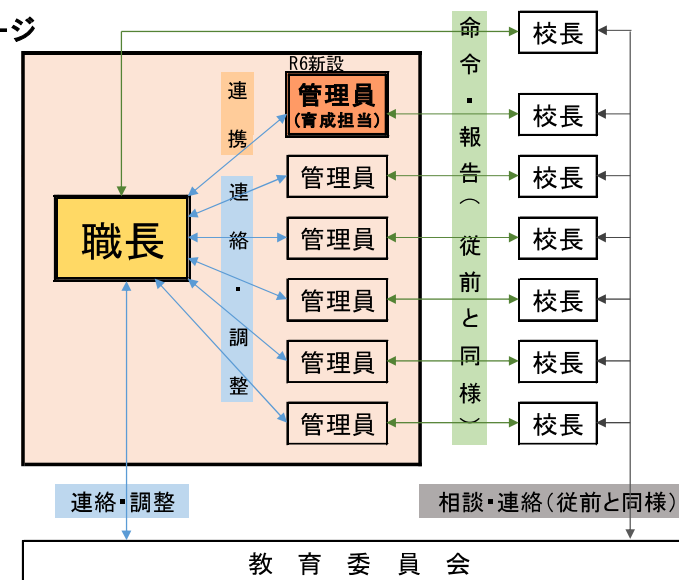 ージ
R6新設
管理員
(育成担当)
管理員
管理員
管理員
管理員
管理員
職長
連携
連絡・調整
命令・報告(従前と同様)
校長
校長
校長
校長
校長
校長
校長
連絡・調整
相談・連絡(従前と同様)
教育委員会